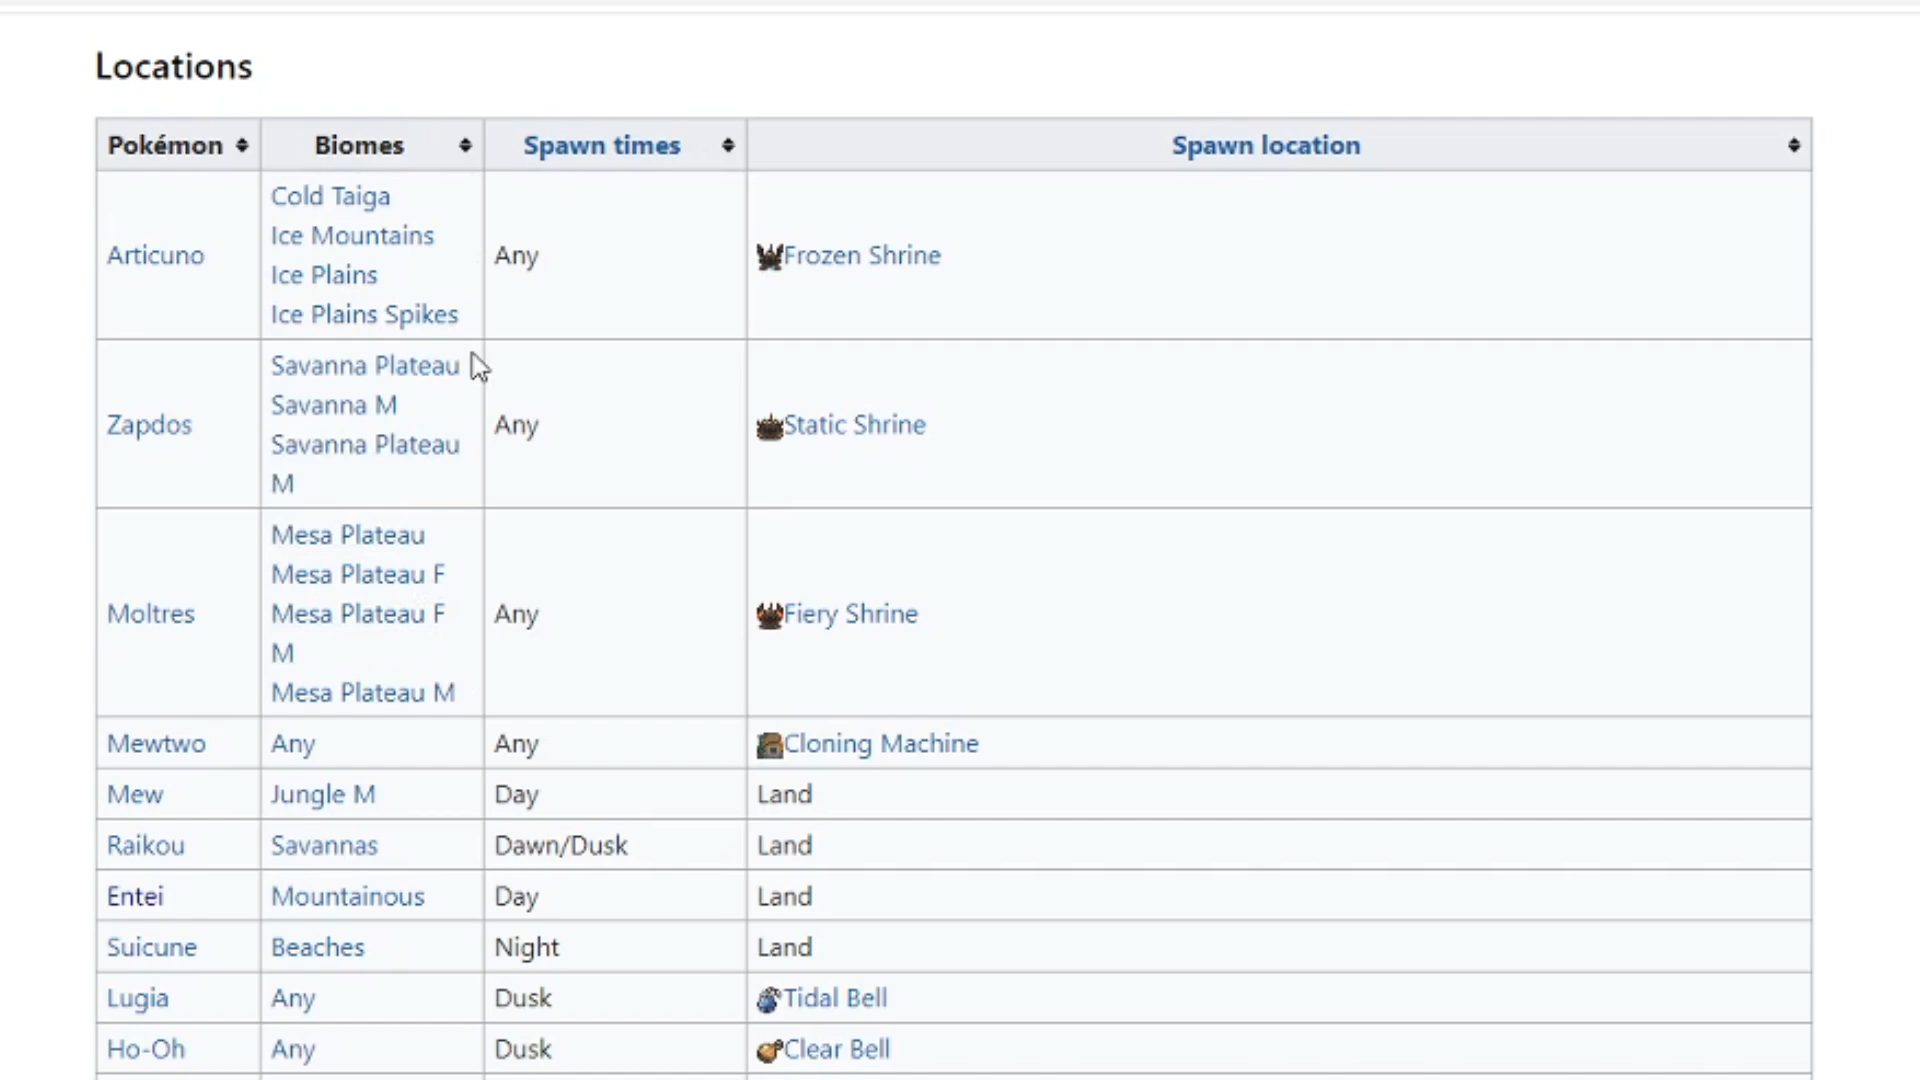 Locations
Pokémon Biomes Spawn times Spawn location
Articuno
Cold Taiga
Ice Mountains
Ice Plains
Ice Plains Spikes
Any
Frozen Shrine
Zapdos
Savanna Plateau
Savanna M
Savanna Plateau
M
Any
Static Shrine
Moltres
Mesa Plateau
Mesa Plateau F
Mesa Plateau F
M
Mesa Plateau M
Any
Fiery Shrine
Mewtwo Any Any Cloning Machine
Mew Jungle M Day Land
Raikou Savannas Dawn/Dusk Land
Entei Mountainous Day Land
Suicune Beaches Night Land
Lugia Any Dusk Tidal Bell
Ho-Oh Any Dusk Clear Bell